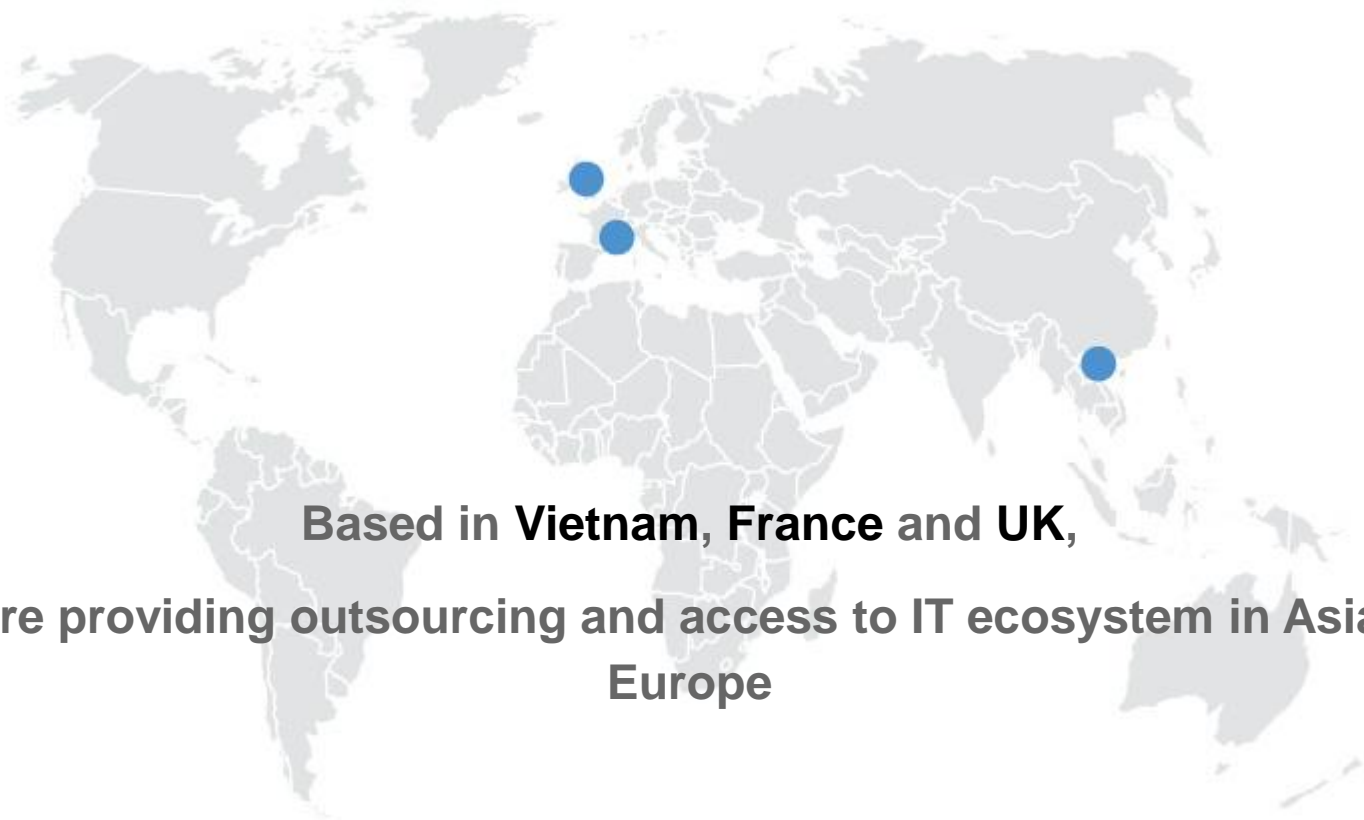 Based in Vietnam, France and UK,
re providing outsourcing and access to IT ecosystem in Asia
Europe